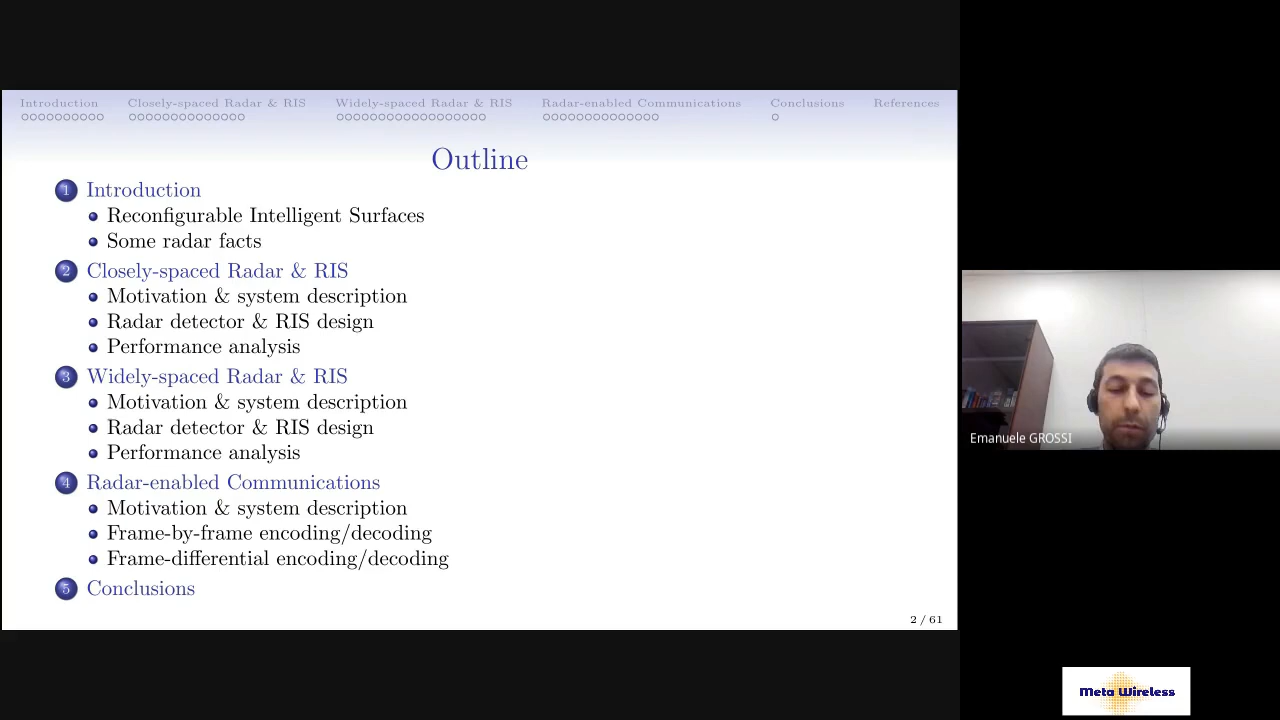 Introduction
Closely-spaced Radar & RIS
Widely-spaced Radar & RIS
Radar-enabled Communications
Conclusions
References
Outline
1 Introduction
Reconfigurable Intelligent Surfaces
Some radar facts
2 Closely-spaced Radar & RIS
Motivation & system description
Radar detector & RIS design
Performance analysis
3 Widely-spaced Radar & RIS
Motivation & system description
Radar detector & RIS design
Performance analysis
4 Radar-enabled Communications
Motivation & system description
Frame-by-frame encoding/decoding
Frame-differential encoding/decoding
5 Conclusions
2 / 61
Emanuele GROSSI
Meta Wireless